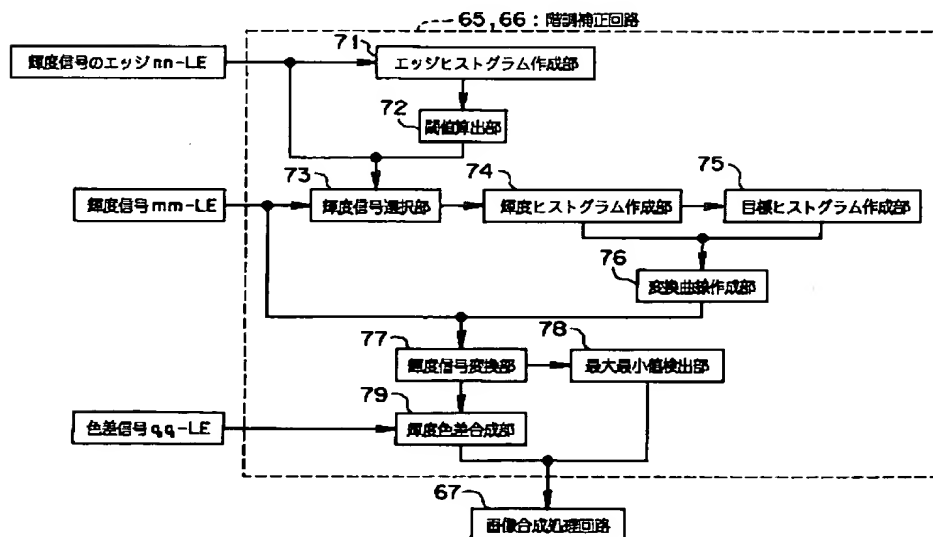 65,66:階調補正回路
71
輝度信号のエッジnn-LE
エッジヒストグラム作成部
72
閾値算出部
73
74
75
輝度信号mm-LE
輝度信号選択部
輝度ヒストグラム作成部
目標ヒストグラム作成部
76
変換曲線作成部
77
78
輝度信号変換部
最大最小値検出部
79
色差信号qq-LE
輝度色差合成部
67
画像合成処理回路